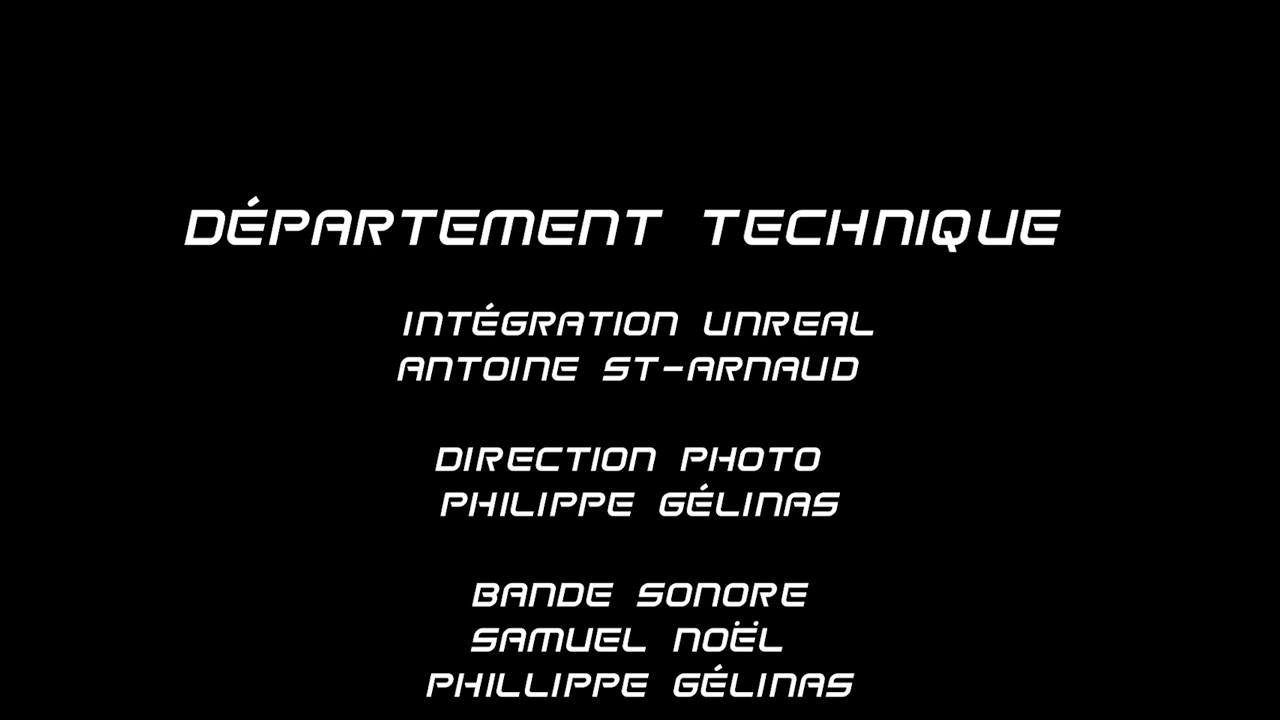 DÉPARTEMENT TECHNIQUE
INTÉGRATION UNREAL
ANTOINE ST-ARNAUD
DIRECTION PHOTO
PHILIPPE GÉLINAS
BANDE SONORE
SAMUEL NOËL
PHILLIPPE GÉLINAS